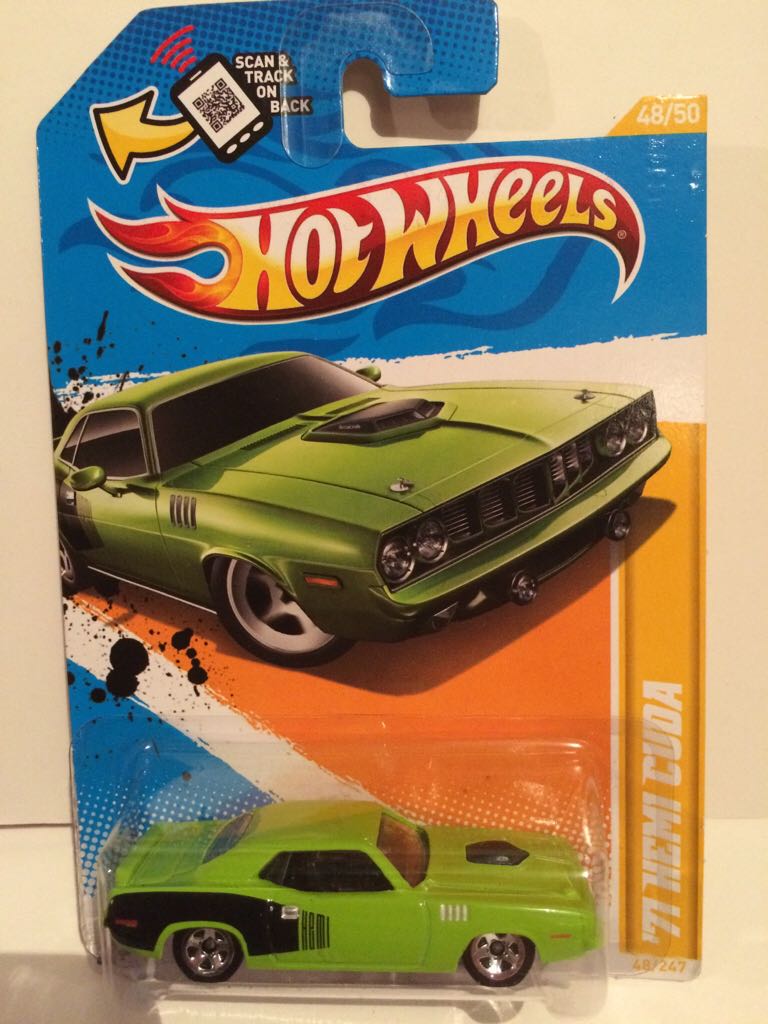 SCAN &
TRACK
ON
BACK
48/50
HOT WHEELS®
'71 HEMI CUDA
48/247
HEMI